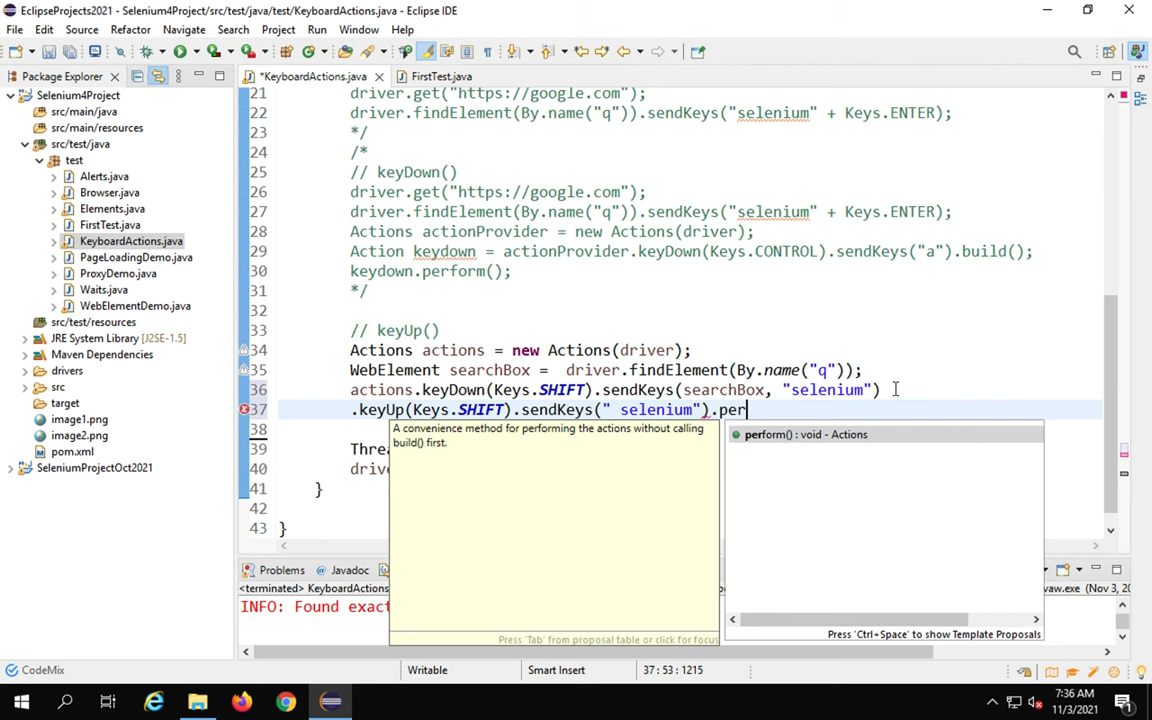 EclipseProjects2021 - Selenium4Project/src/test/java/test/KeyboardActions.java - Eclipse IDE
File Edit Source Refactor Navigate Search Project Run Window Help
Package Explorer
*KeyboardActions.java
FirstTest.java
Selenium4Project
src/main/java
src/main/resources
src/test/java
test
Alerts.java
Browser.java
Elements.java
FirstTest.java
KeyboardActions.java
PageLoadingDemo.java
ProxyDemo.java
Waits.java
WebElementDemo.java
src/test/resources
JRE System Library [J2SE-1.5]
Maven Dependencies
drivers
src
target
image1.png
image2.png
pom.xml
SeleniumProjectOct2021
21 driver.get("https://google.com");
22 driver.findElement(By.name("q")).sendKeys("selenium" + Keys.ENTER);
23 */
24 /*
25 // keyDown()
26 driver.get("https://google.com");
27 driver.findElement(By.name("q")).sendKeys("selenium" + Keys.ENTER);
28 Actions actionProvider = new Actions(driver);
29 Action keydown = actionProvider.keyDown(Keys.CONTROL).sendKeys("a").build();
30 keydown.perform();
31 */
32
33 // keyUp()
34 Actions actions = new Actions(driver);
35 WebElement searchBox =  driver.findElement(By.name("q"));
36 actions.keyDown(Keys.SHIFT).sendKeys(searchBox, "selenium")
37 .keyUp(Keys.SHIFT).sendKeys(" selenium").per
38
39 Threa
40 drive
41 }
42
43 }
A convenience method for performing the actions without calling
build() first.
Press 'Tab' from proposal table or click for focus
perform() : void - Actions
Press 'Ctrl+Space' to show Template Proposals
Problems
Javadoc
<terminated> KeyboardActions
vaw.exe (Nov 3, 20
INFO: Found exact
CodeMix
Writable
Smart Insert
37 : 53 : 1215
7:36 AM
11/3/2021
1